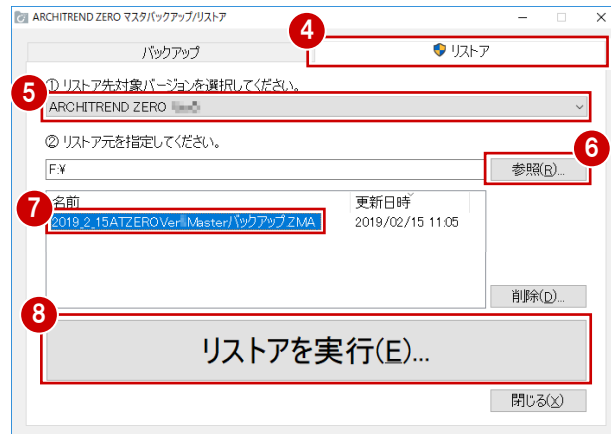 ARCHITREND ZERO マスタバックアップ/リストア
4
バックアップ
リストア
① リストア先対象バージョンを選択してください。
5
ARCHITREND ZERO
② リストア元を指定してください。
6
F:¥
参照(R)...
7
名前
更新日時
2019_2_15ATZEROVer Masterバックアップ.ZMA
2019/02/15 11:05
削除(D)...
8
リストアを実行(E)...
閉じる(X)